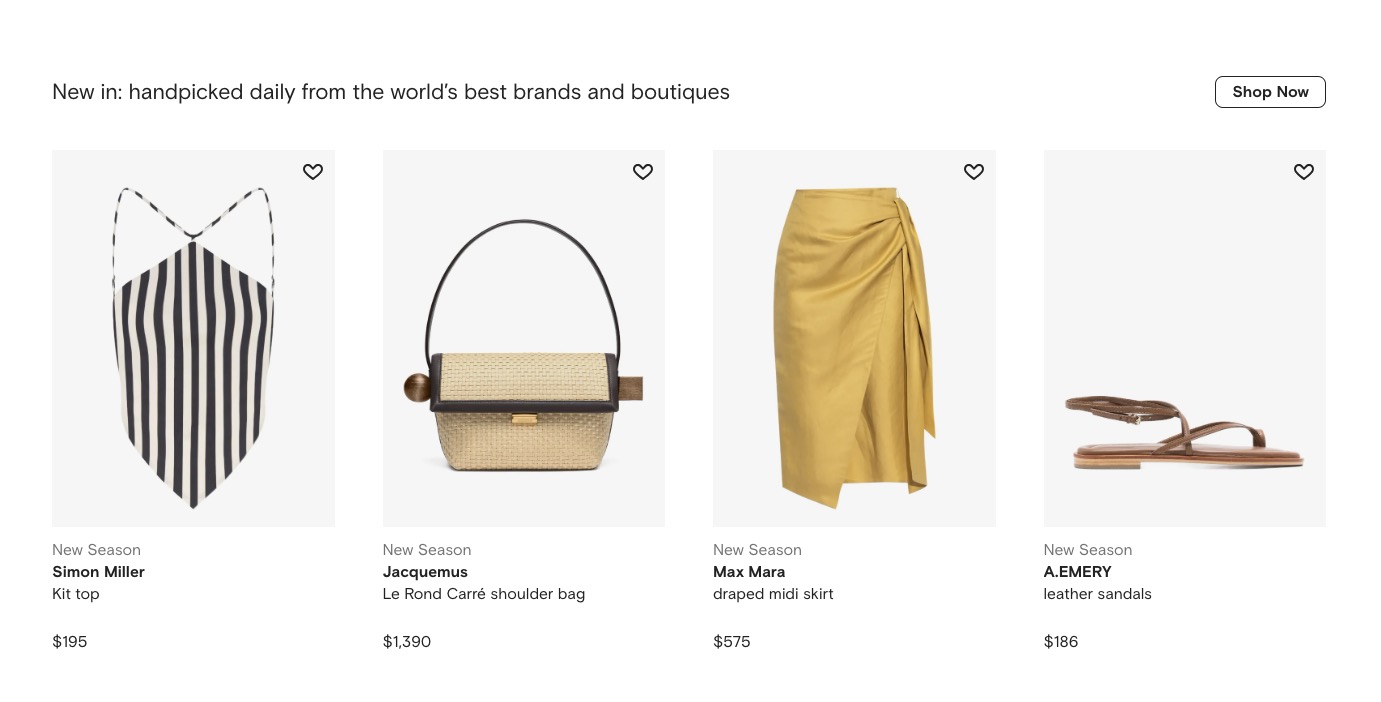 New in: handpicked daily from the world's best brands and boutiques
Shop Now
New Season
Simon Miller
Kit top
$195
New Season
Jacquemus
Le Rond Carré shoulder bag
$1,390
New Season
Max Mara
draped midi skirt
$575
New Season
A.EMERY
leather sandals
$186